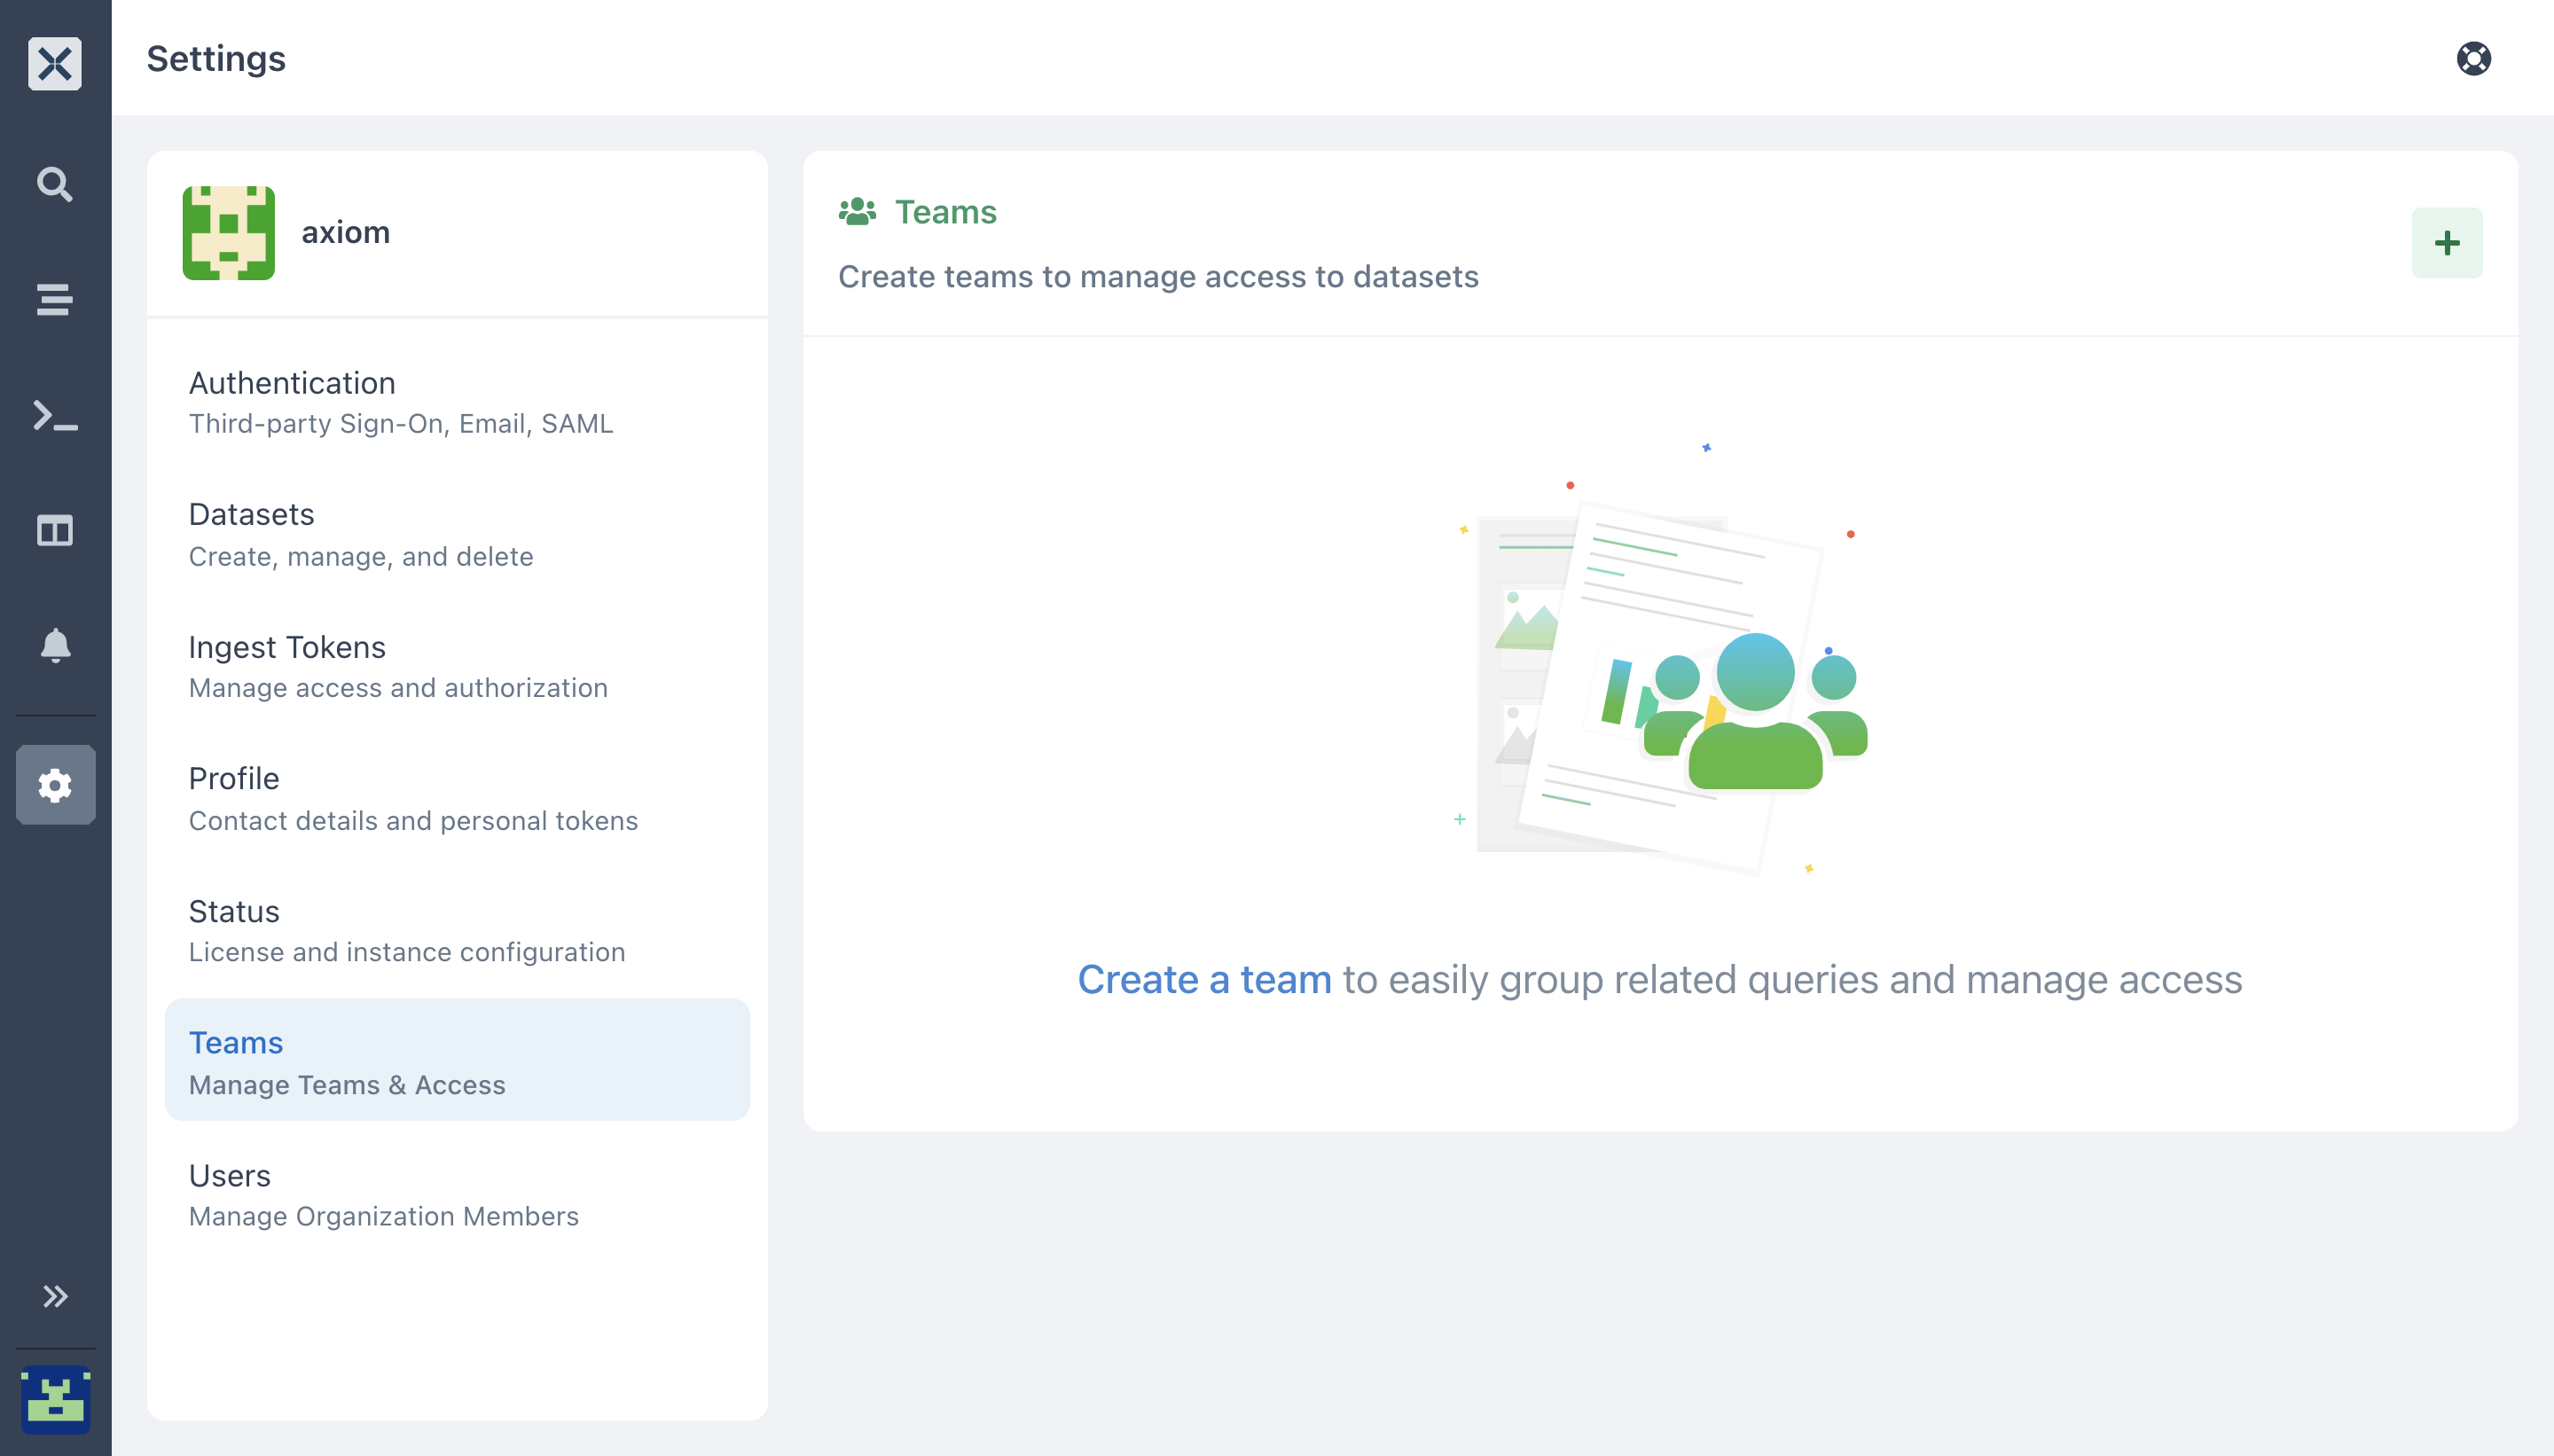 Settings
axiom
Authentication
Third-party Sign-On, Email, SAML
Datasets
Create, manage, and delete
Ingest Tokens
Manage access and authorization
Profile
Contact details and personal tokens
Status
License and instance configuration
Teams
Manage Teams & Access
Users
Manage Organization Members
Teams
Create teams to manage access to datasets
Create a team to easily group related queries and manage access